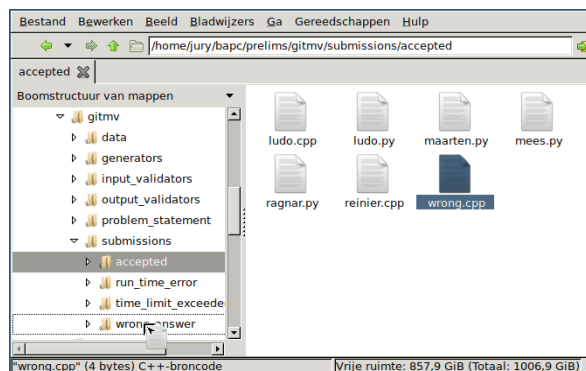 Bestand Bewerken Beeld Bladwijzers Ga Gereedschappen Hulp
/home/jury/bapc/prelims/gitmv/submissions/accepted
accepted
Boomstructuur van mappen
gitmv
data
generators
input_validators
output_validators
problem_statement
submissions
accepted
run_time_error
time_limit_exceede
wrong_answer
ludo.cpp ludo.py maarten.py mees.py
ragnar.py reinier.cpp wrong.cpp
"wrong.cpp" (4 bytes) C++-broncode Vrije ruimte: 857,9 GiB (Totaal: 1006,9 GiB)